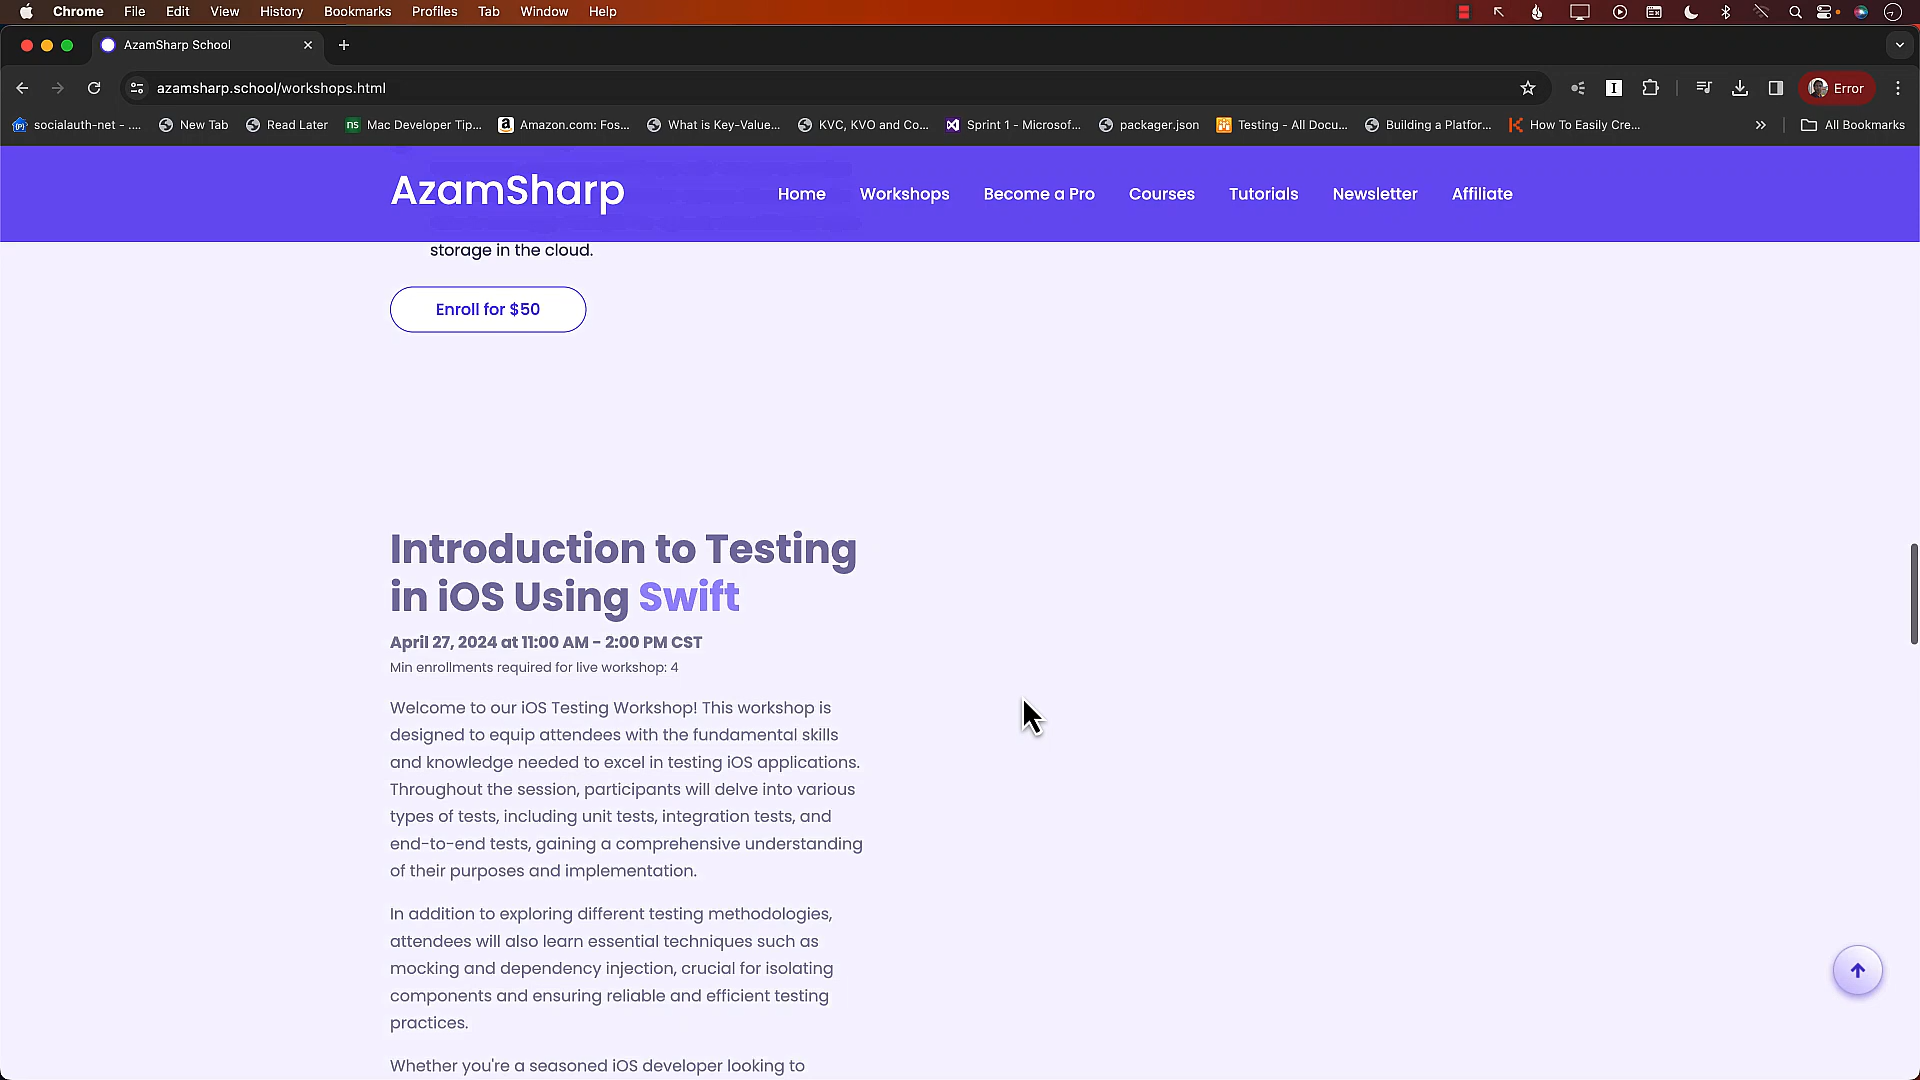 Chrome File Edit View History Bookmarks Profiles Tab Window Help
AzamSharp School
azamsharp.school/workshops.html
Error
socialauth-net - .... New Tab Read Later Mac Developer Tip... Amazon.com: Fos... What is Key-Value... KVC, KVO and Co... Sprint 1 - Microsof... packager.json Testing - All Docu... Building a Platfor... How To Easily Cre... All Bookmarks
AzamSharp Home Workshops Become a Pro Courses Tutorials Newsletter Affiliate
storage in the cloud.
Enroll for $50
Introduction to Testing
in iOS Using Swift
April 27, 2024 at 11:00 AM - 2:00 PM CST
Min enrollments required for live workshop: 4
Welcome to our iOS Testing Workshop! This workshop is
designed to equip attendees with the fundamental skills
and knowledge needed to excel in testing iOS applications.
Throughout the session, participants will delve into various
types of tests, including unit tests, integration tests, and
end-to-end tests, gaining a comprehensive understanding
of their purposes and implementation.
In addition to exploring different testing methodologies,
attendees will also learn essential techniques such as
mocking and dependency injection, crucial for isolating
components and ensuring reliable and efficient testing
practices.
Whether you're a seasoned iOS developer looking to